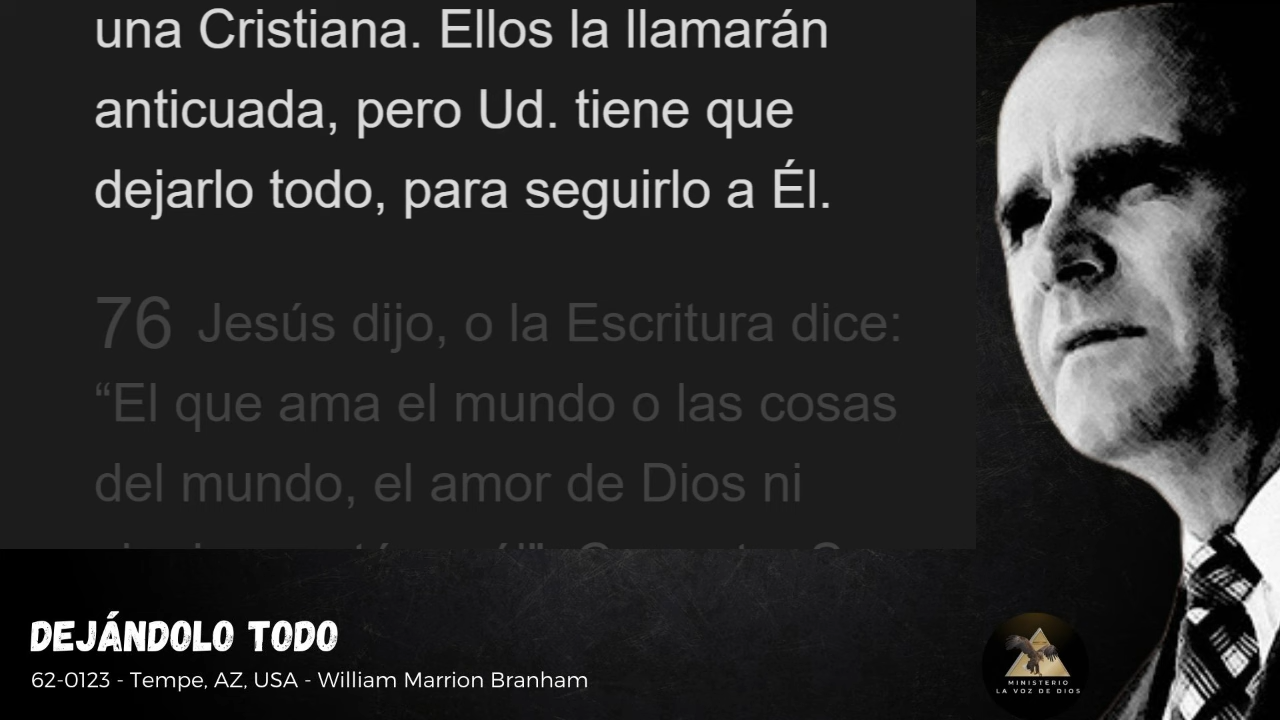 una Cristiana. Ellos la llamarán
anticuada, pero Ud. tiene que
dejarlo todo, para seguirlo a Él.
76 Jesús dijo, o la Escritura dice:
“El que ama el mundo o las cosas
del mundo, el amor de Dios ni
DEJÁNDOLO TODO
62-0123 - Tempe, AZ, USA - William Marrion Branham
MINISTERIO
LA VOZ DE DIOS